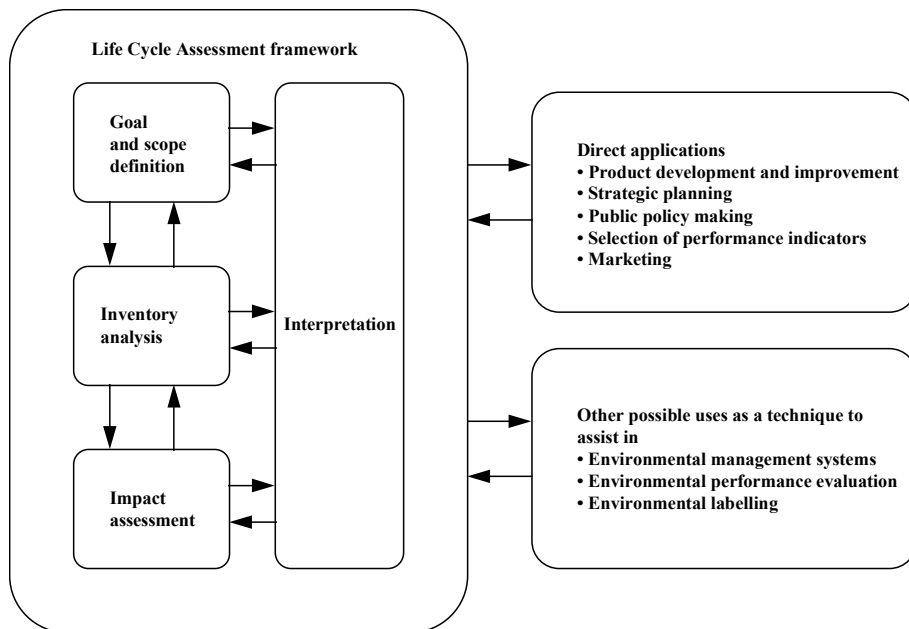 Life Cycle Assessment framework
Goal
and scope
definition
Inventory
analysis
Impact
assessment
Interpretation
Direct applications
• Product development and improvement
• Strategic planning
• Public policy making
• Selection of performance indicators
• Marketing
Other possible uses as a technique to
assist in
• Environmental management systems
• Environmental performance evaluation
• Environmental labelling